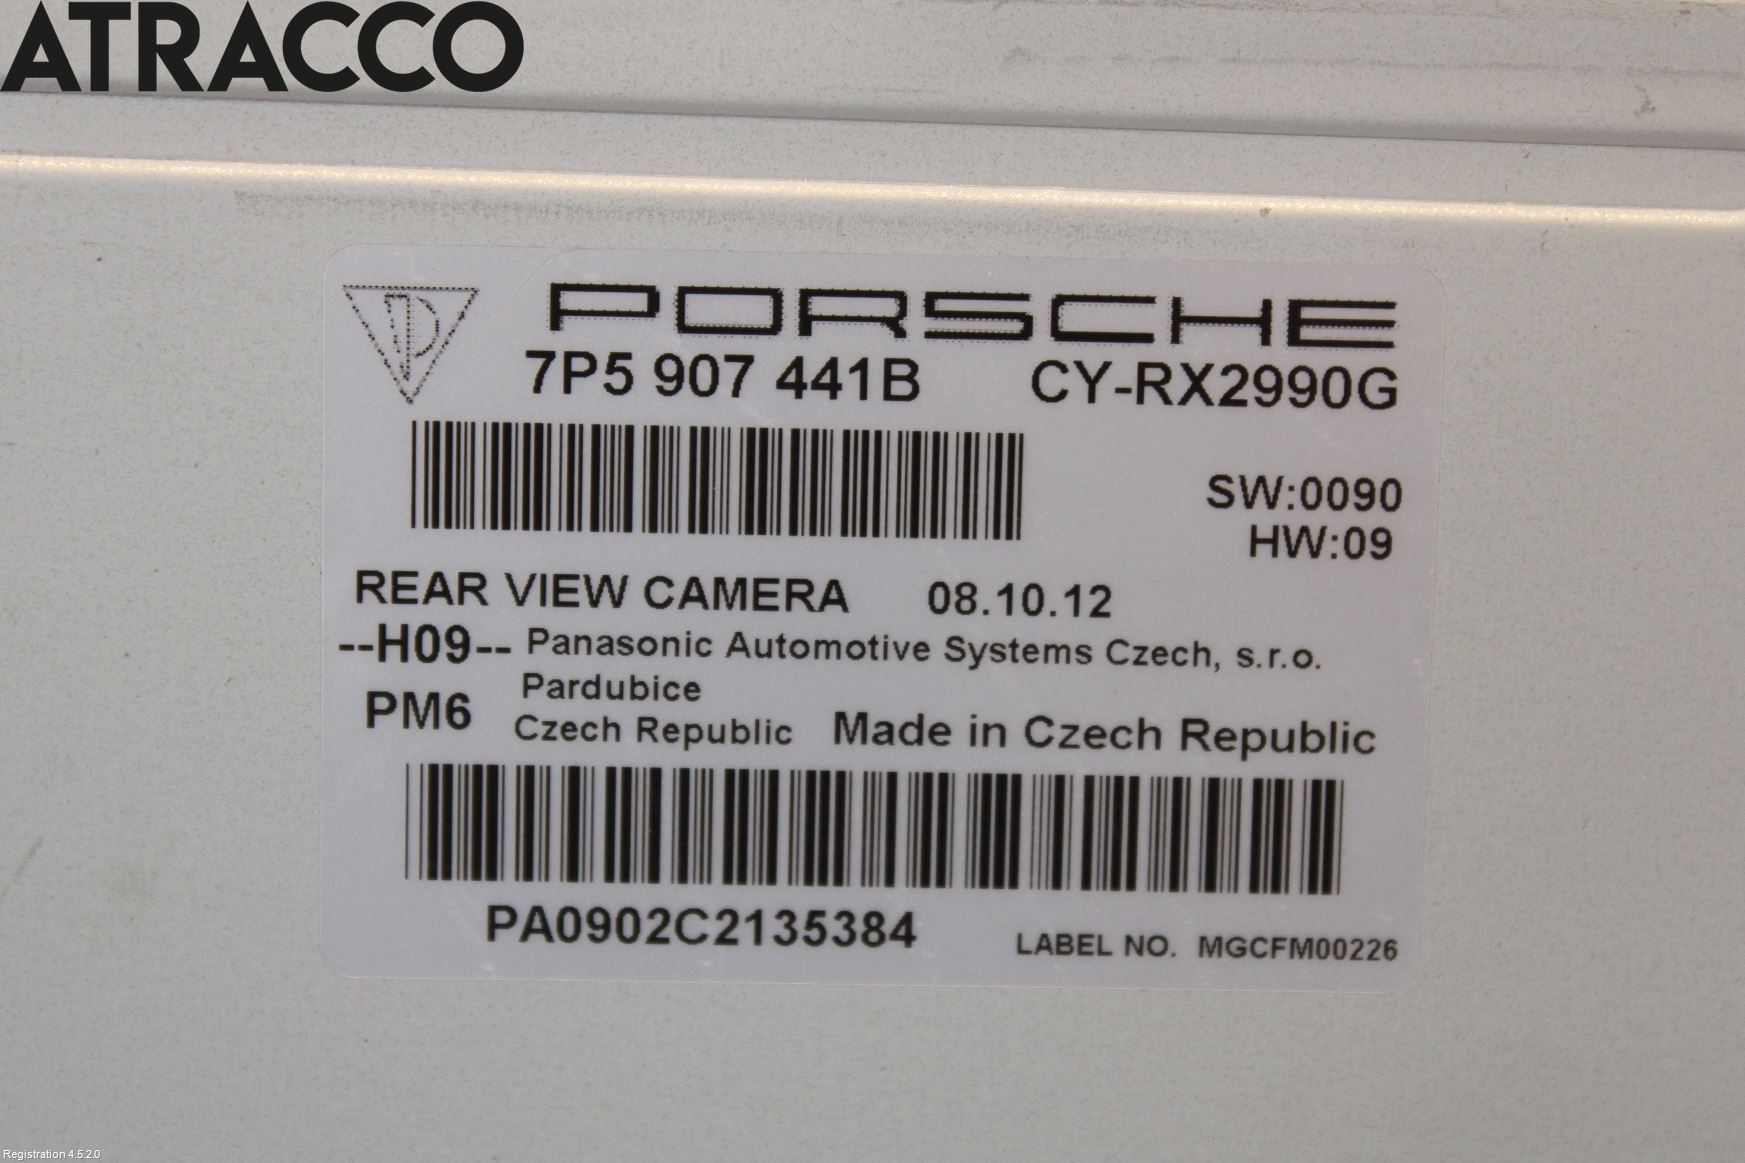 ATRACCO
PORSCHE
7P5 907 441B CY-RX2990G
SW:0090
HW:09
REAR VIEW CAMERA 08.10.12
--H09-- Panasonic Automotive Systems Czech, s.r.o.
Pardubice
PM6 Czech Republic Made in Czech Republic
PA0902C2135384
LABEL NO. MGCFM00226
Registration 4.5.2.0